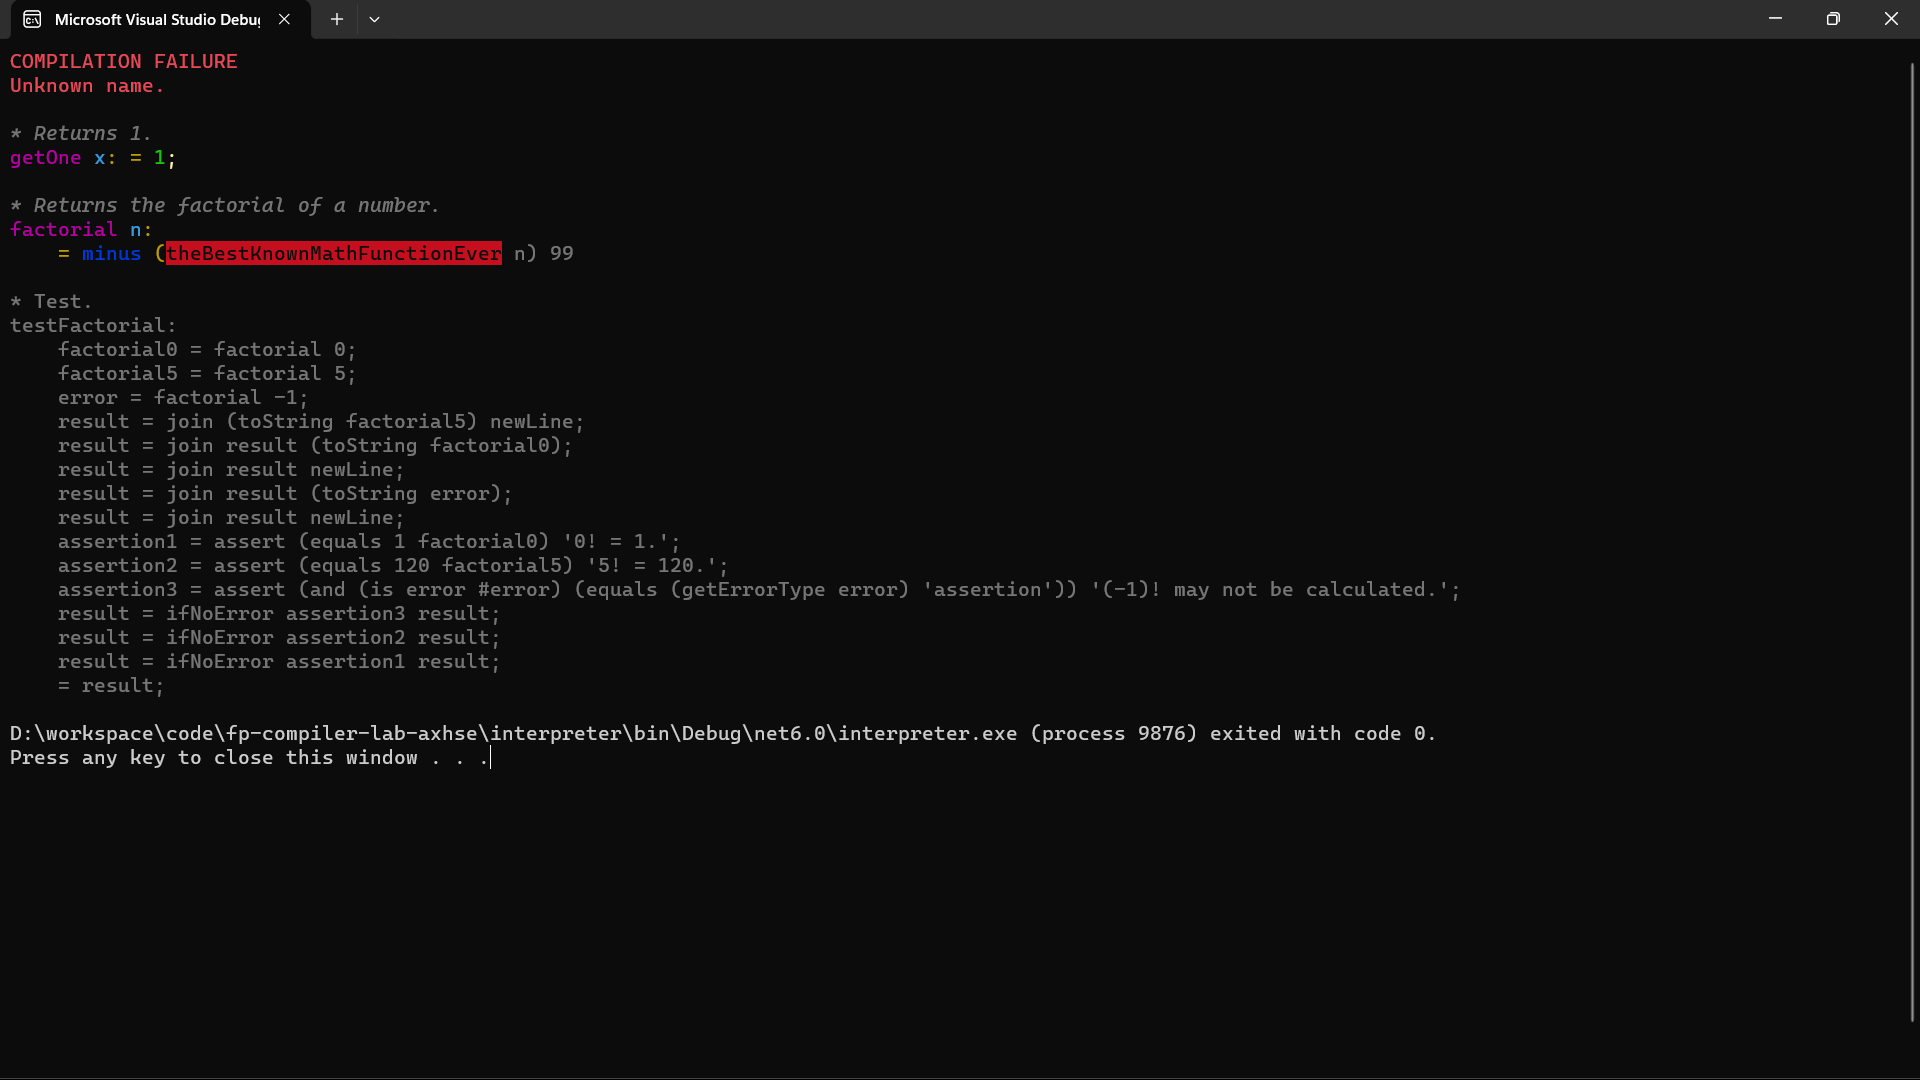 Microsoft Visual Studio Debug
COMPILATION FAILURE
Unknown name.
* Returns 1.
getOne x: = 1;
* Returns the factorial of a number.
factorial n:
    = minus (theBestKnownMathFunctionEver n) 99
* Test.
testFactorial:
    factorial0 = factorial 0;
    factorial5 = factorial 5;
    error = factorial -1;
    result = join (toString factorial5) newLine;
    result = join result (toString factorial0);
    result = join result newLine;
    result = join result (toString error);
    result = join result newLine;
    assertion1 = assert (equals 1 factorial0) '0! = 1.';
    assertion2 = assert (equals 120 factorial5) '5! = 120.';
    assertion3 = assert (and (is error #error) (equals (getErrorType error) 'assertion')) '(-1)! may not be calculated.';
    result = ifNoError assertion3 result;
    result = ifNoError assertion2 result;
    result = ifNoError assertion1 result;
    = result;
D:\workspace\code\fp-compiler-lab-axhse\interpreter\bin\Debug\net6.0\interpreter.exe (process 9876) exited with code 0.
Press any key to close this window . . .